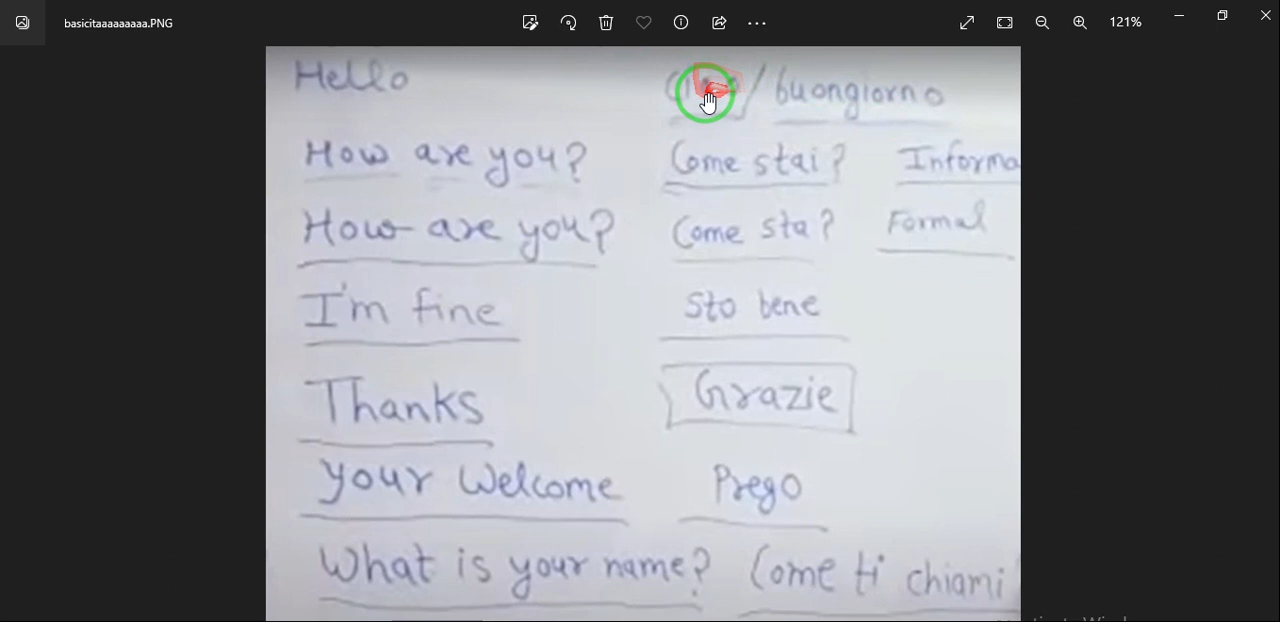 basicitaaaaaaaaa.PNG
121%
Hello / buongiorno
How are you? Come stai? Informa
How are you? Come sta? Formal
I'm fine Sto bene
Thanks Grazie
your Welcome Prego
What is your name? Come ti chiami